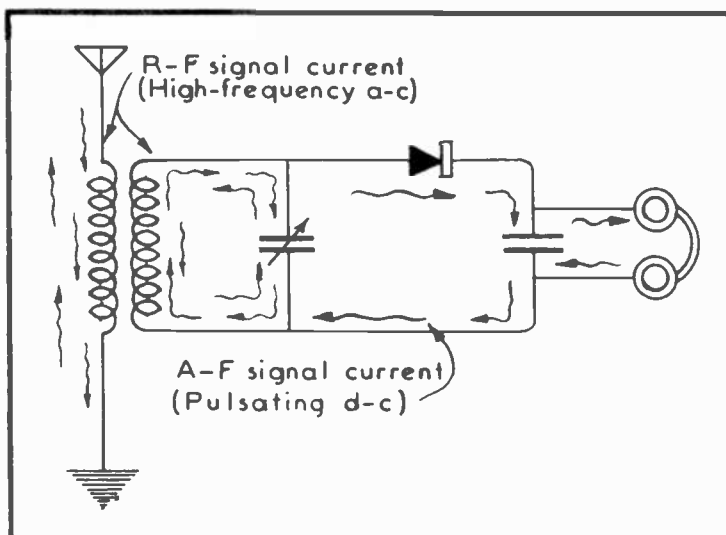 R-F signal current
(High-frequency a-c)
A-F signal current
(Pulsating d-c)